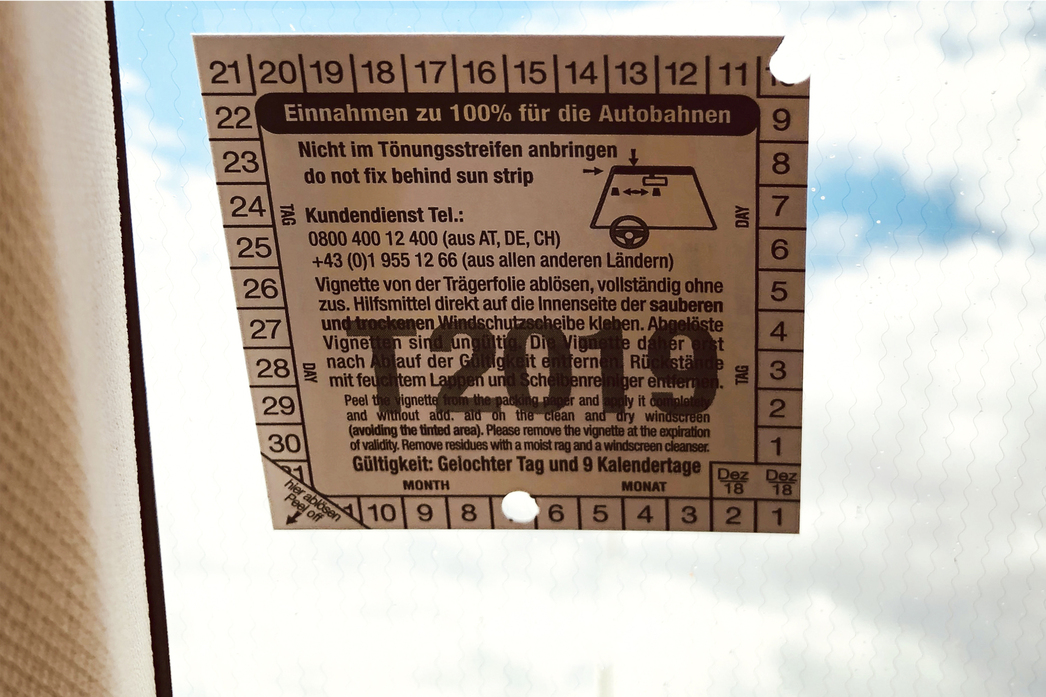 21 20 19 18 17 16 15 14 13 12 11
22 Einnahmen zu 100% für die Autobahnen 9
23 Nicht im Tönungsstreifen anbringen 8
do not fix behind sun strip
24 TAG Kundendienst Tel.: DAY 7
25 0800 400 12 400 (aus AT, DE, CH) 6
+43 (0)1 955 12 66 (aus allen anderen Ländern)
26 Vignette von der Trägerfolie ablösen, vollständig ohne 5
zus. Hilfsmittel direkt auf die Innenseite der sauberen
27 und trockenen Windschutzscheibe kleben. Abgelöste 4
Vignetten sind ungültig. Die Vignette daher erst
28 DAY nach Ablauf der Gültigkeit entfernen. Rückstände TAG 3
mit feuchtem Lappen und Scheibenreiniger entfernen.
T2019
29 Peel the vignette from the packing paper and apply it completely 2
and without add. aid on the clean and dry windscreen
30 (avoiding the tinted area). Please remove the vignette at the expiration 1
of validity. Remove residues with a moist rag and a windscreen cleanser.
31 Gültigkeit: Gelochter Tag und 9 Kalendertage Dez 18 Dez 18
MONTH MONAT
hier ablösen
Peel off
10 9 8 6 5 4 3 2 1